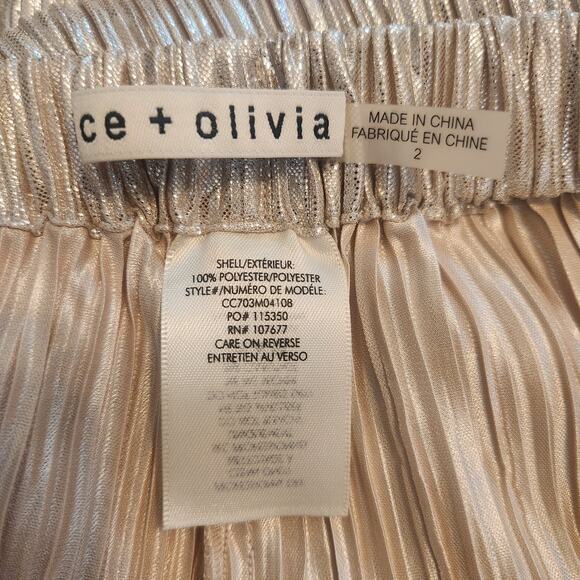 ce + olivia
MADE IN CHINA
FABRIQUÉ EN CHINE
2
SHELL/EXTÉRIEUR:
100% POLYESTER/POLYESTER
STYLE#/NUMÉRO DE MODÉLE:
CC703M04108
PO# 115350
RN# 107677
CARE ON REVERSE
ENTRETIEN AU VERSO